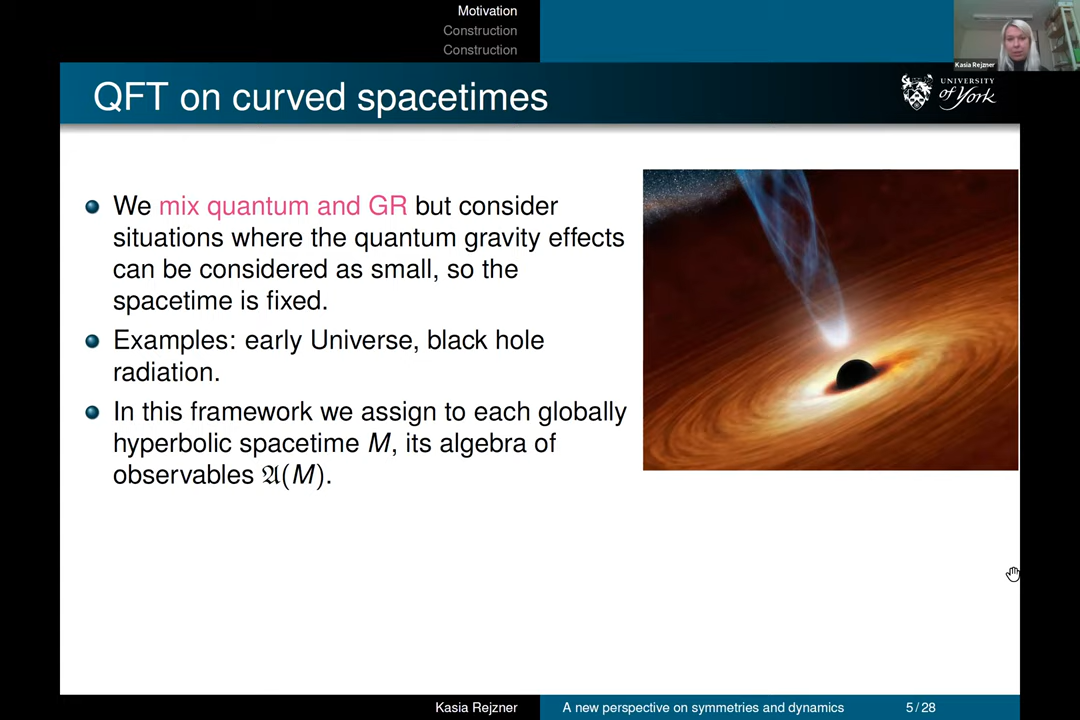 Motivation
Construction
Construction
Kasia Rejzner
QFT on curved spacetimes
UNIVERSITY
of York
We mix quantum and GR but consider
situations where the quantum gravity effects
can be considered as small, so the
spacetime is fixed.
Examples: early Universe, black hole
radiation.
In this framework we assign to each globally
hyperbolic spacetime M, its algebra of
observables 𝔄(M).
Kasia Rejzner
A new perspective on symmetries and dynamics
5/28